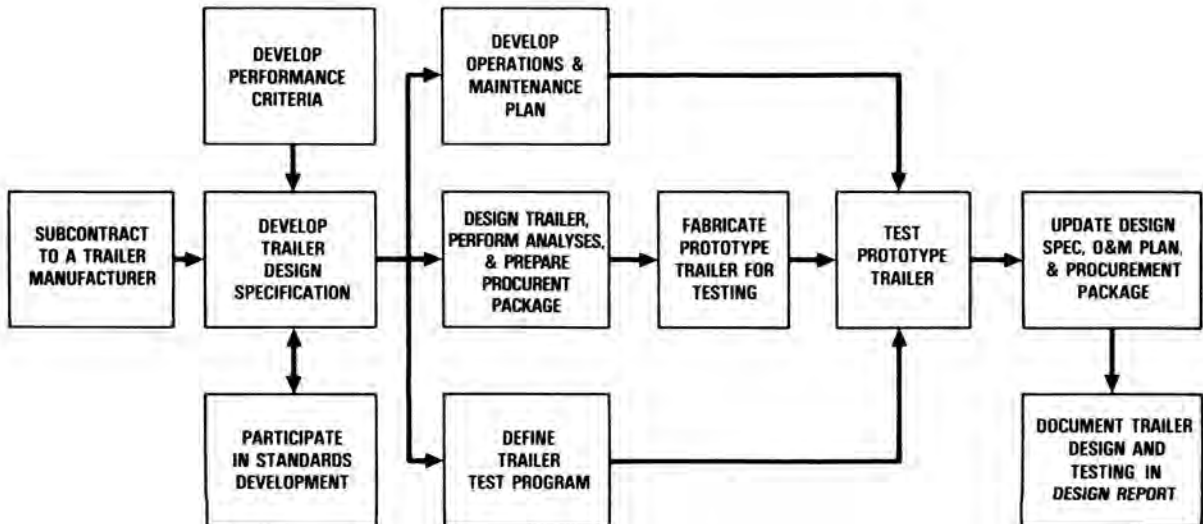 DEVELOP
PERFORMANCE
CRITERIA
DEVELOP
OPERATIONS &
MAINTENANCE
PLAN
SUBCONTRACT
TO A TRAILER
MANUFACTURER
DEVELOP
TRAILER
DESIGN
SPECIFICATION
DESIGN TRAILER,
PERFORM ANALYSES,
& PREPARE
PROCURENT
PACKAGE
FABRICATE
PROTOTYPE
TRAILER FOR
TESTING
TEST
PROTOTYPE
TRAILER
UPDATE DESIGN
SPEC, O&M PLAN,
& PROCUREMENT
PACKAGE
PARTICIPATE
IN STANDARDS
DEVELOPMENT
DEFINE
TRAILER
TEST PROGRAM
DOCUMENT TRAILER
DESIGN AND
TESTING IN
DESIGN REPORT